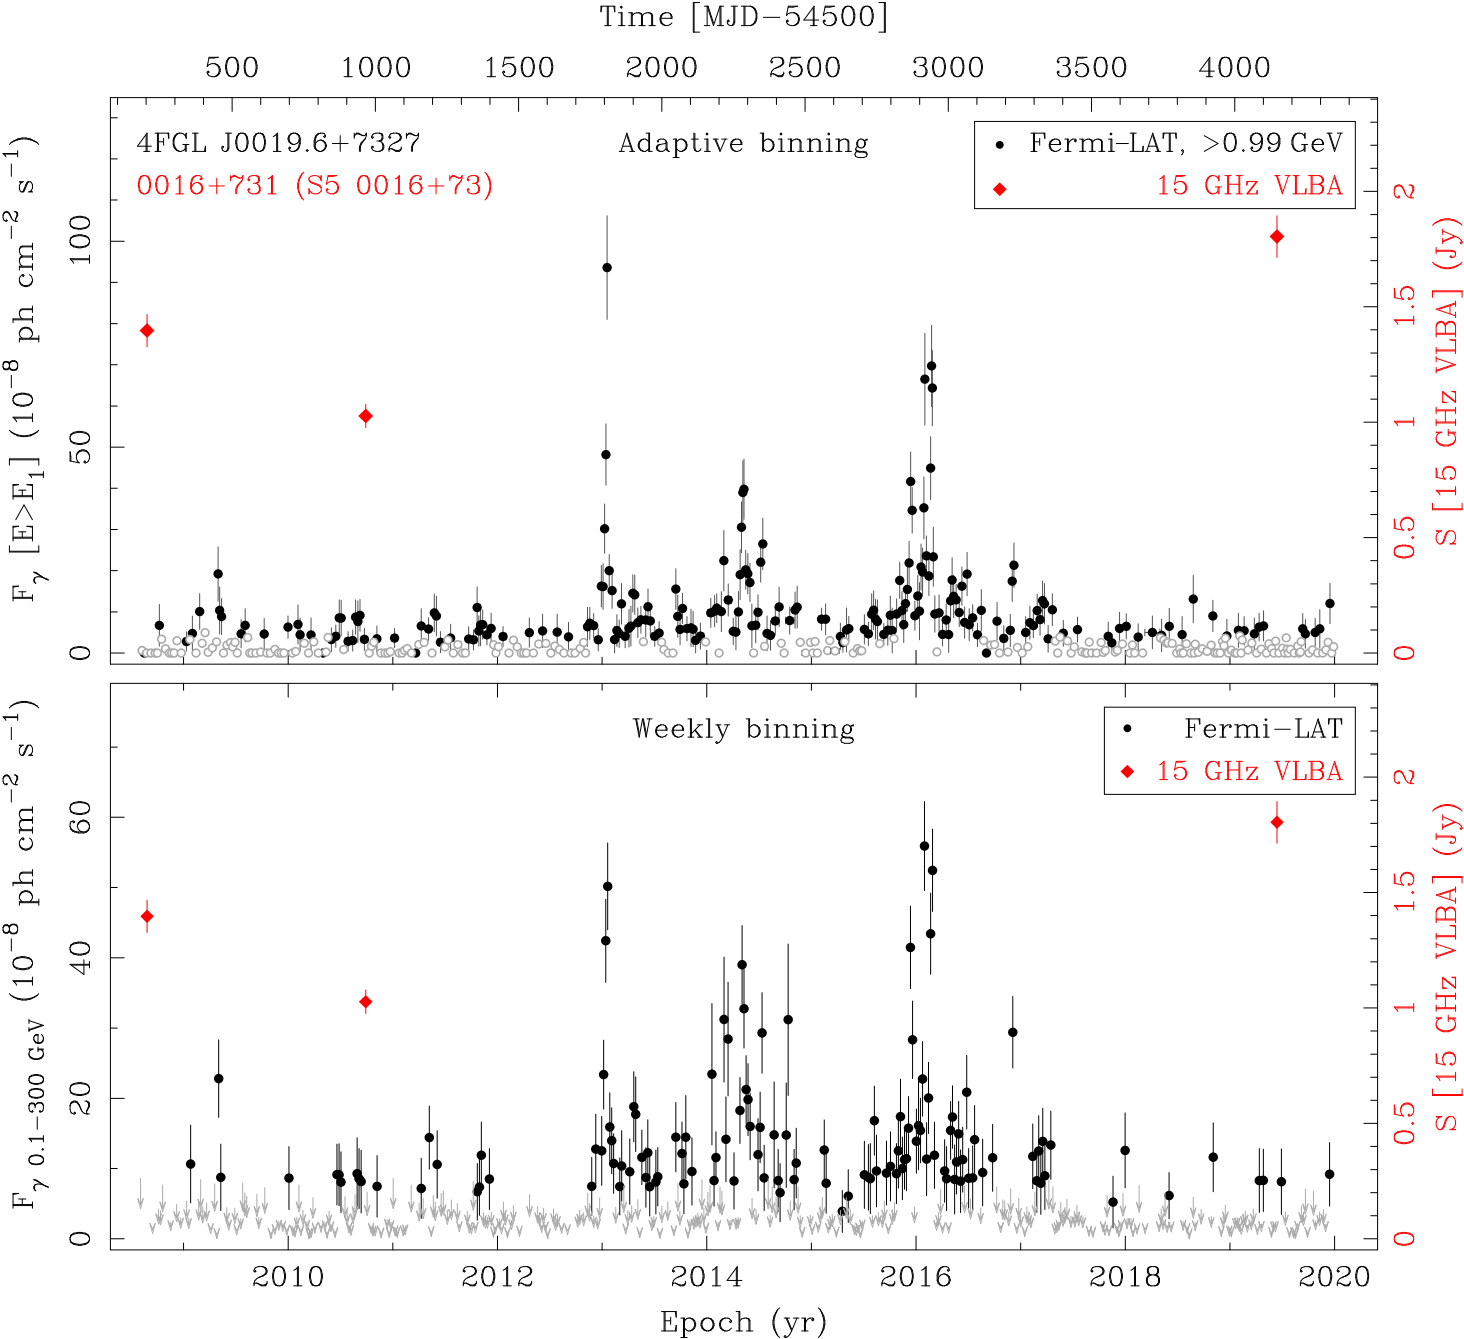 Time [MJD−54500]
500 1000 1500 2000 2500 3000 3500 4000
4FGL J0019.6+7327
0016+731 (S5 0016+73)
Adaptive binning
Fermi−LAT, >0.99 GeV
15 GHz VLBA
F_γ [E>E_1] (10^−8 ph cm^−2 s^−1)
100
50
0
S [15 GHz VLBA] (Jy)
2
1.5
1
0.5
0
Weekly binning
Fermi−LAT
15 GHz VLBA
F_γ 0.1−300 GeV (10^−8 ph cm^−2 s^−1)
60
40
20
0
S [15 GHz VLBA] (Jy)
2
1.5
1
0.5
0
2010 2012 2014 2016 2018 2020
Epoch (yr)